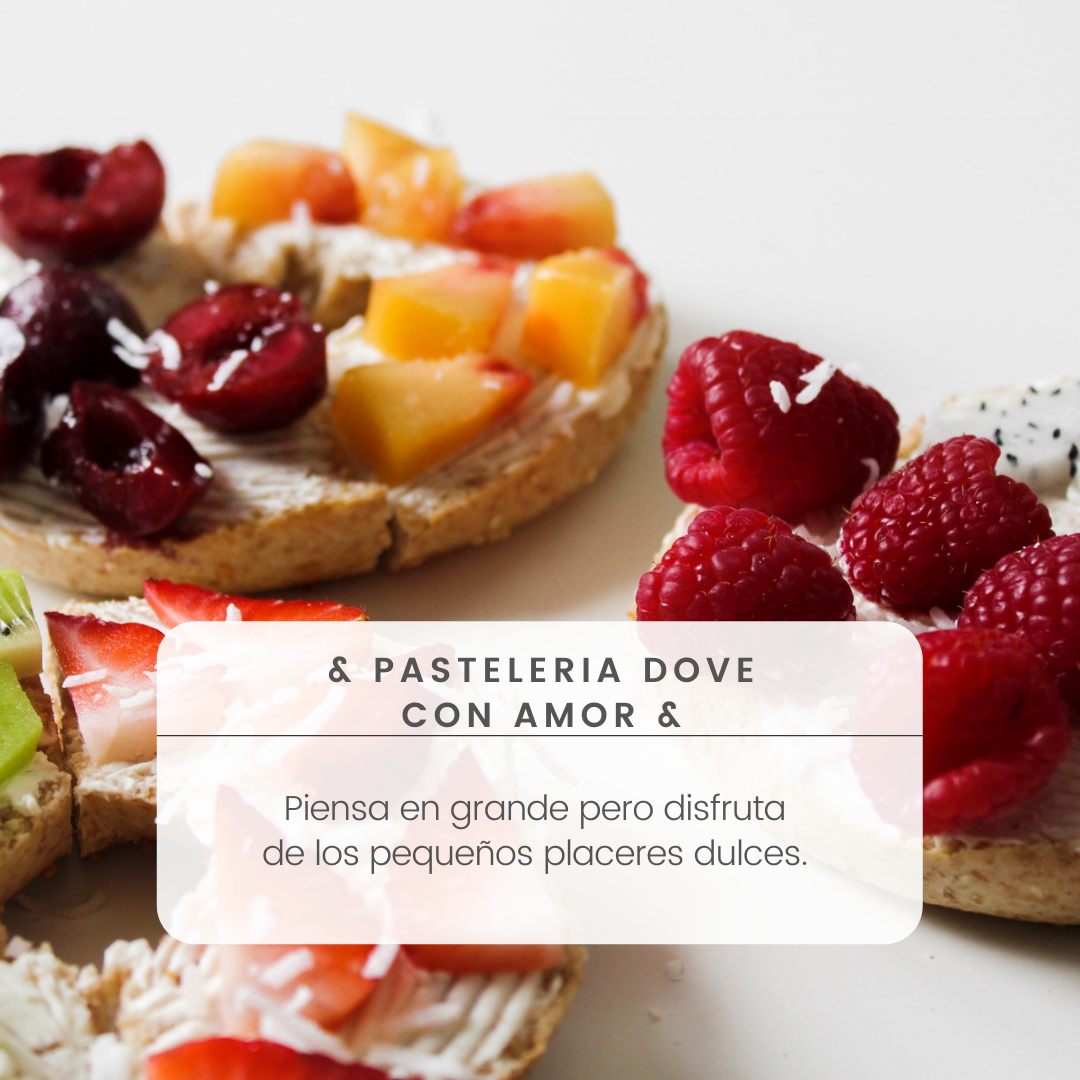 & PASTELERIA DOVE
CON AMOR &
Piensa en grande pero disfruta
de los pequeños placeres dulces.